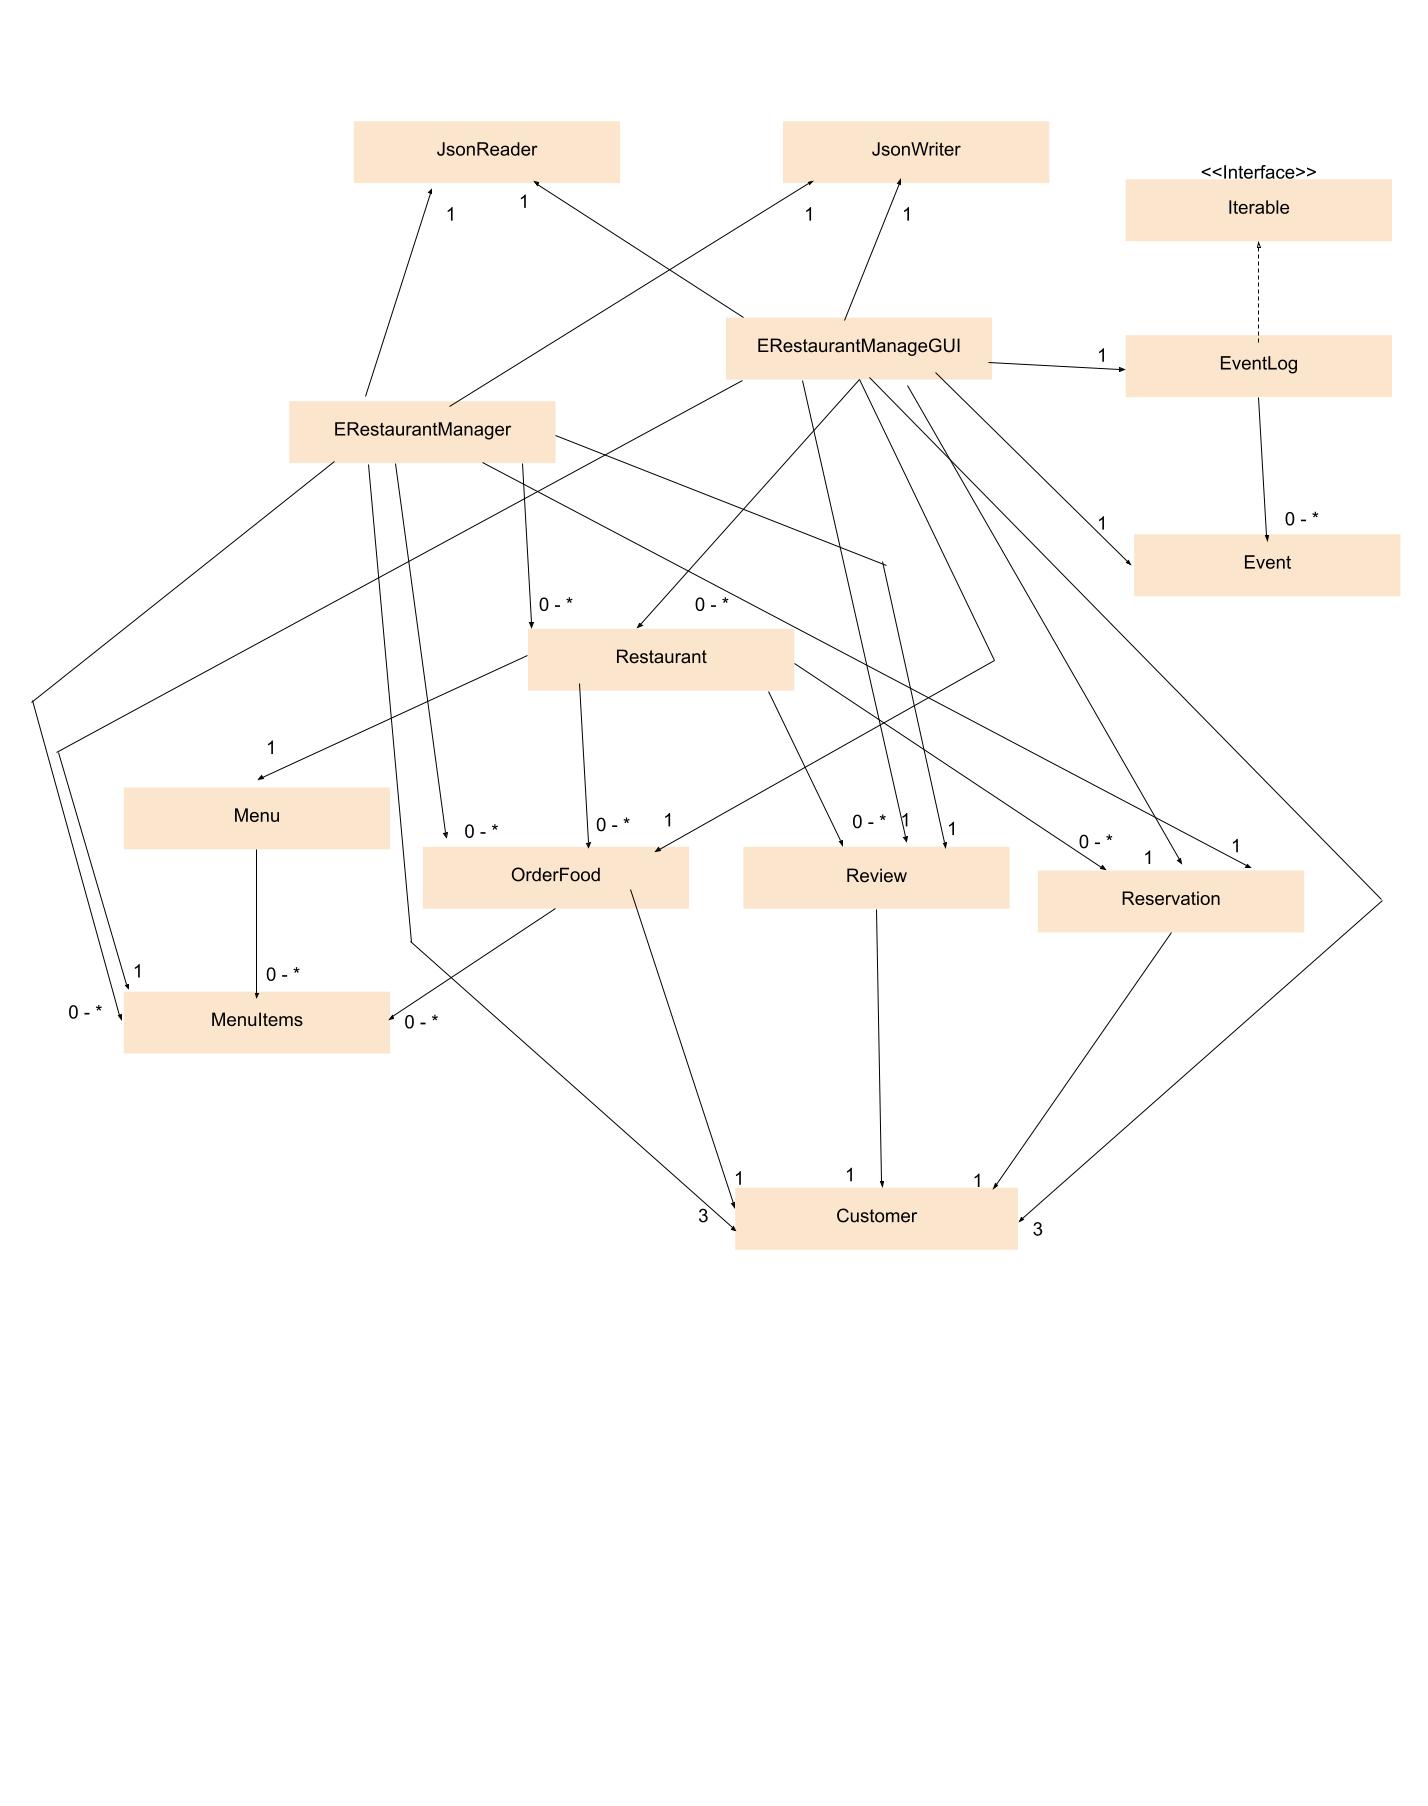 JsonReader
JsonWriter
<<Interface>>
Iterable
1
1
1
1
ERestaurantManageGUI
1
EventLog
ERestaurantManager
1
0 - *
Event
0 - *
0 - *
Restaurant
1
Menu
0 - *
0 - *
1
0 - *
1
1
0 - *
1
1
OrderFood
Review
Reservation
1
0 - *
0 - *
MenuItems
0 - *
1
1
1
3
Customer
3